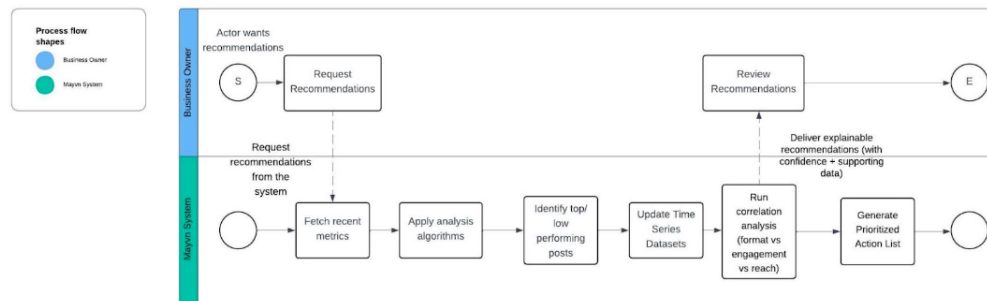 Process flow
shapes
Business Owner
Mayvn System
Business Owner
Actor wants
recommendations
S
Request
Recommendations
Review
Recommendations
E
Request
recommendations
from the
system
Deliver explainable
recommendations (with
confidence + supporting
data)
Mayvn System
Fetch recent
metrics
Apply analysis
algorithms
Identify top/
low
performing
posts
Update Time
Series
Datasets
Run
correlation
analysis
(format vs
engagement
vs reach)
Generate
Prioritized
Action List